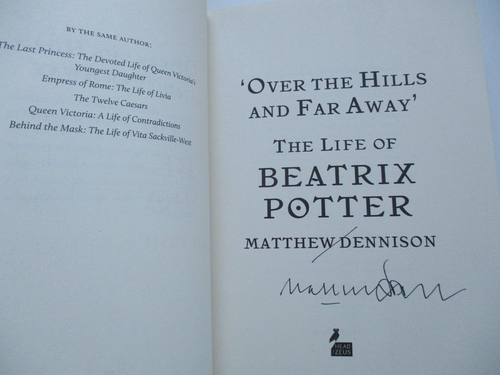 BY THE SAME AUTHOR:
The Last Princess: The Devoted Life of Queen Victoria's
Youngest Daughter
Empress of Rome: The Life of Livia
The Twelve Caesars
Queen Victoria: A Life of Contradictions
Behind the Mask: The Life of Vita Sackville-West
‘OVER THE HILLS
AND FAR AWAY’
THE LIFE OF
BEATRIX
POTTER
MATTHEW DENNISON
HEAD
ZEUS